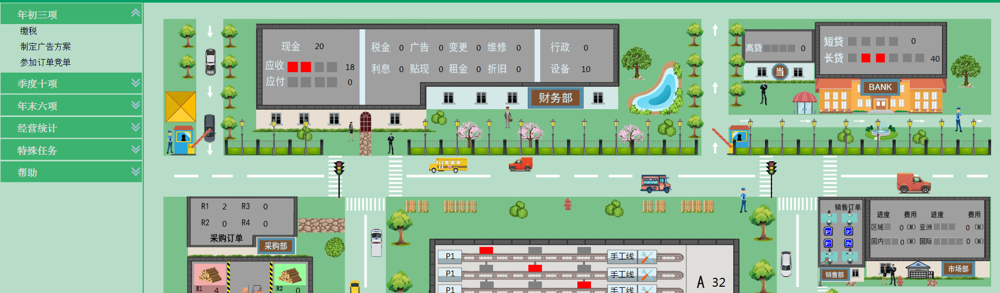 年初三项
缴税
制定广告方案
参加订单竞单
季度十项
年末六项
经营统计
特殊任务
帮助
现金 20
应收 18
应付 0
税金 0 广告 0 变更 0 维修 0
利息 0 贴现 0 租金 0 折旧 0
行政 0
设备 10
财务部
POLICE
高贷 0
当
短贷 0
长贷 40
BANK
R1 2 R3 0
R2 0 R4 0
采购订单
采购部
R1 4
R2 0
P1 手工线
P1 手工线
P1 手工线
A 32
销售订单
P1 P2
P3 P4
销售部
进度 费用 进度 费用
区域 0 (M) 亚洲 0 (M)
国内 0 (M) 国际 0 (M)
市场部